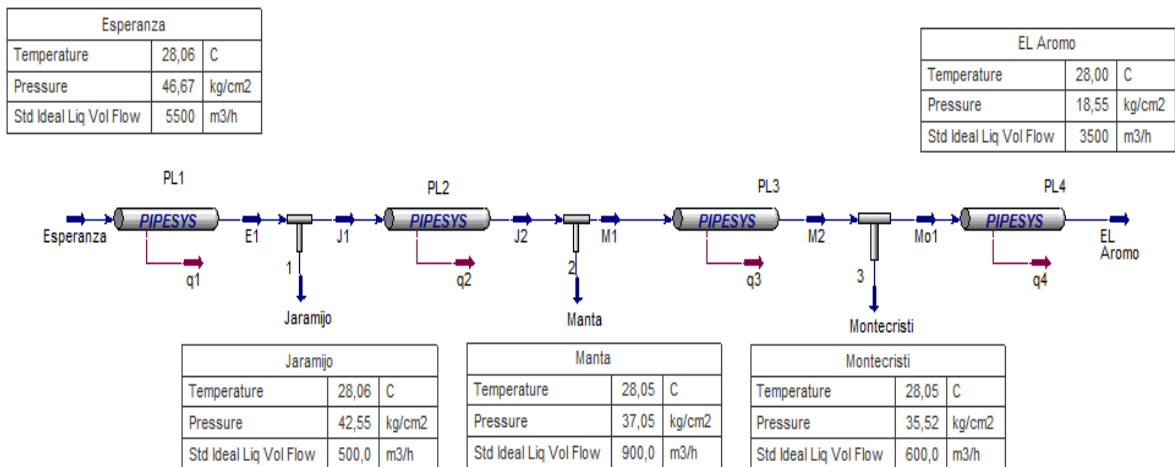 Esperanza
Temperature 28,06 C
Pressure 46,67 kg/cm2
Std Ideal Liq Vol Flow 5500 m3/h
EL Aromo
Temperature 28,00 C
Pressure 18,55 kg/cm2
Std Ideal Liq Vol Flow 3500 m3/h
PL1 PL2 PL3 PL4
PIPESYS PIPESYS PIPESYS PIPESYS
Esperanza E1 J1 J2 M1 M2 Mo1 EL
Aromo
q1 1 q2 2 q3 3 q4
Jaramijo Manta Montecristi
Jaramijo
Temperature 28,06 C
Pressure 42,55 kg/cm2
Std Ideal Liq Vol Flow 500,0 m3/h
Manta
Temperature 28,05 C
Pressure 37,05 kg/cm2
Std Ideal Liq Vol Flow 900,0 m3/h
Montecristi
Temperature 28,05 C
Pressure 35,52 kg/cm2
Std Ideal Liq Vol Flow 600,0 m3/h